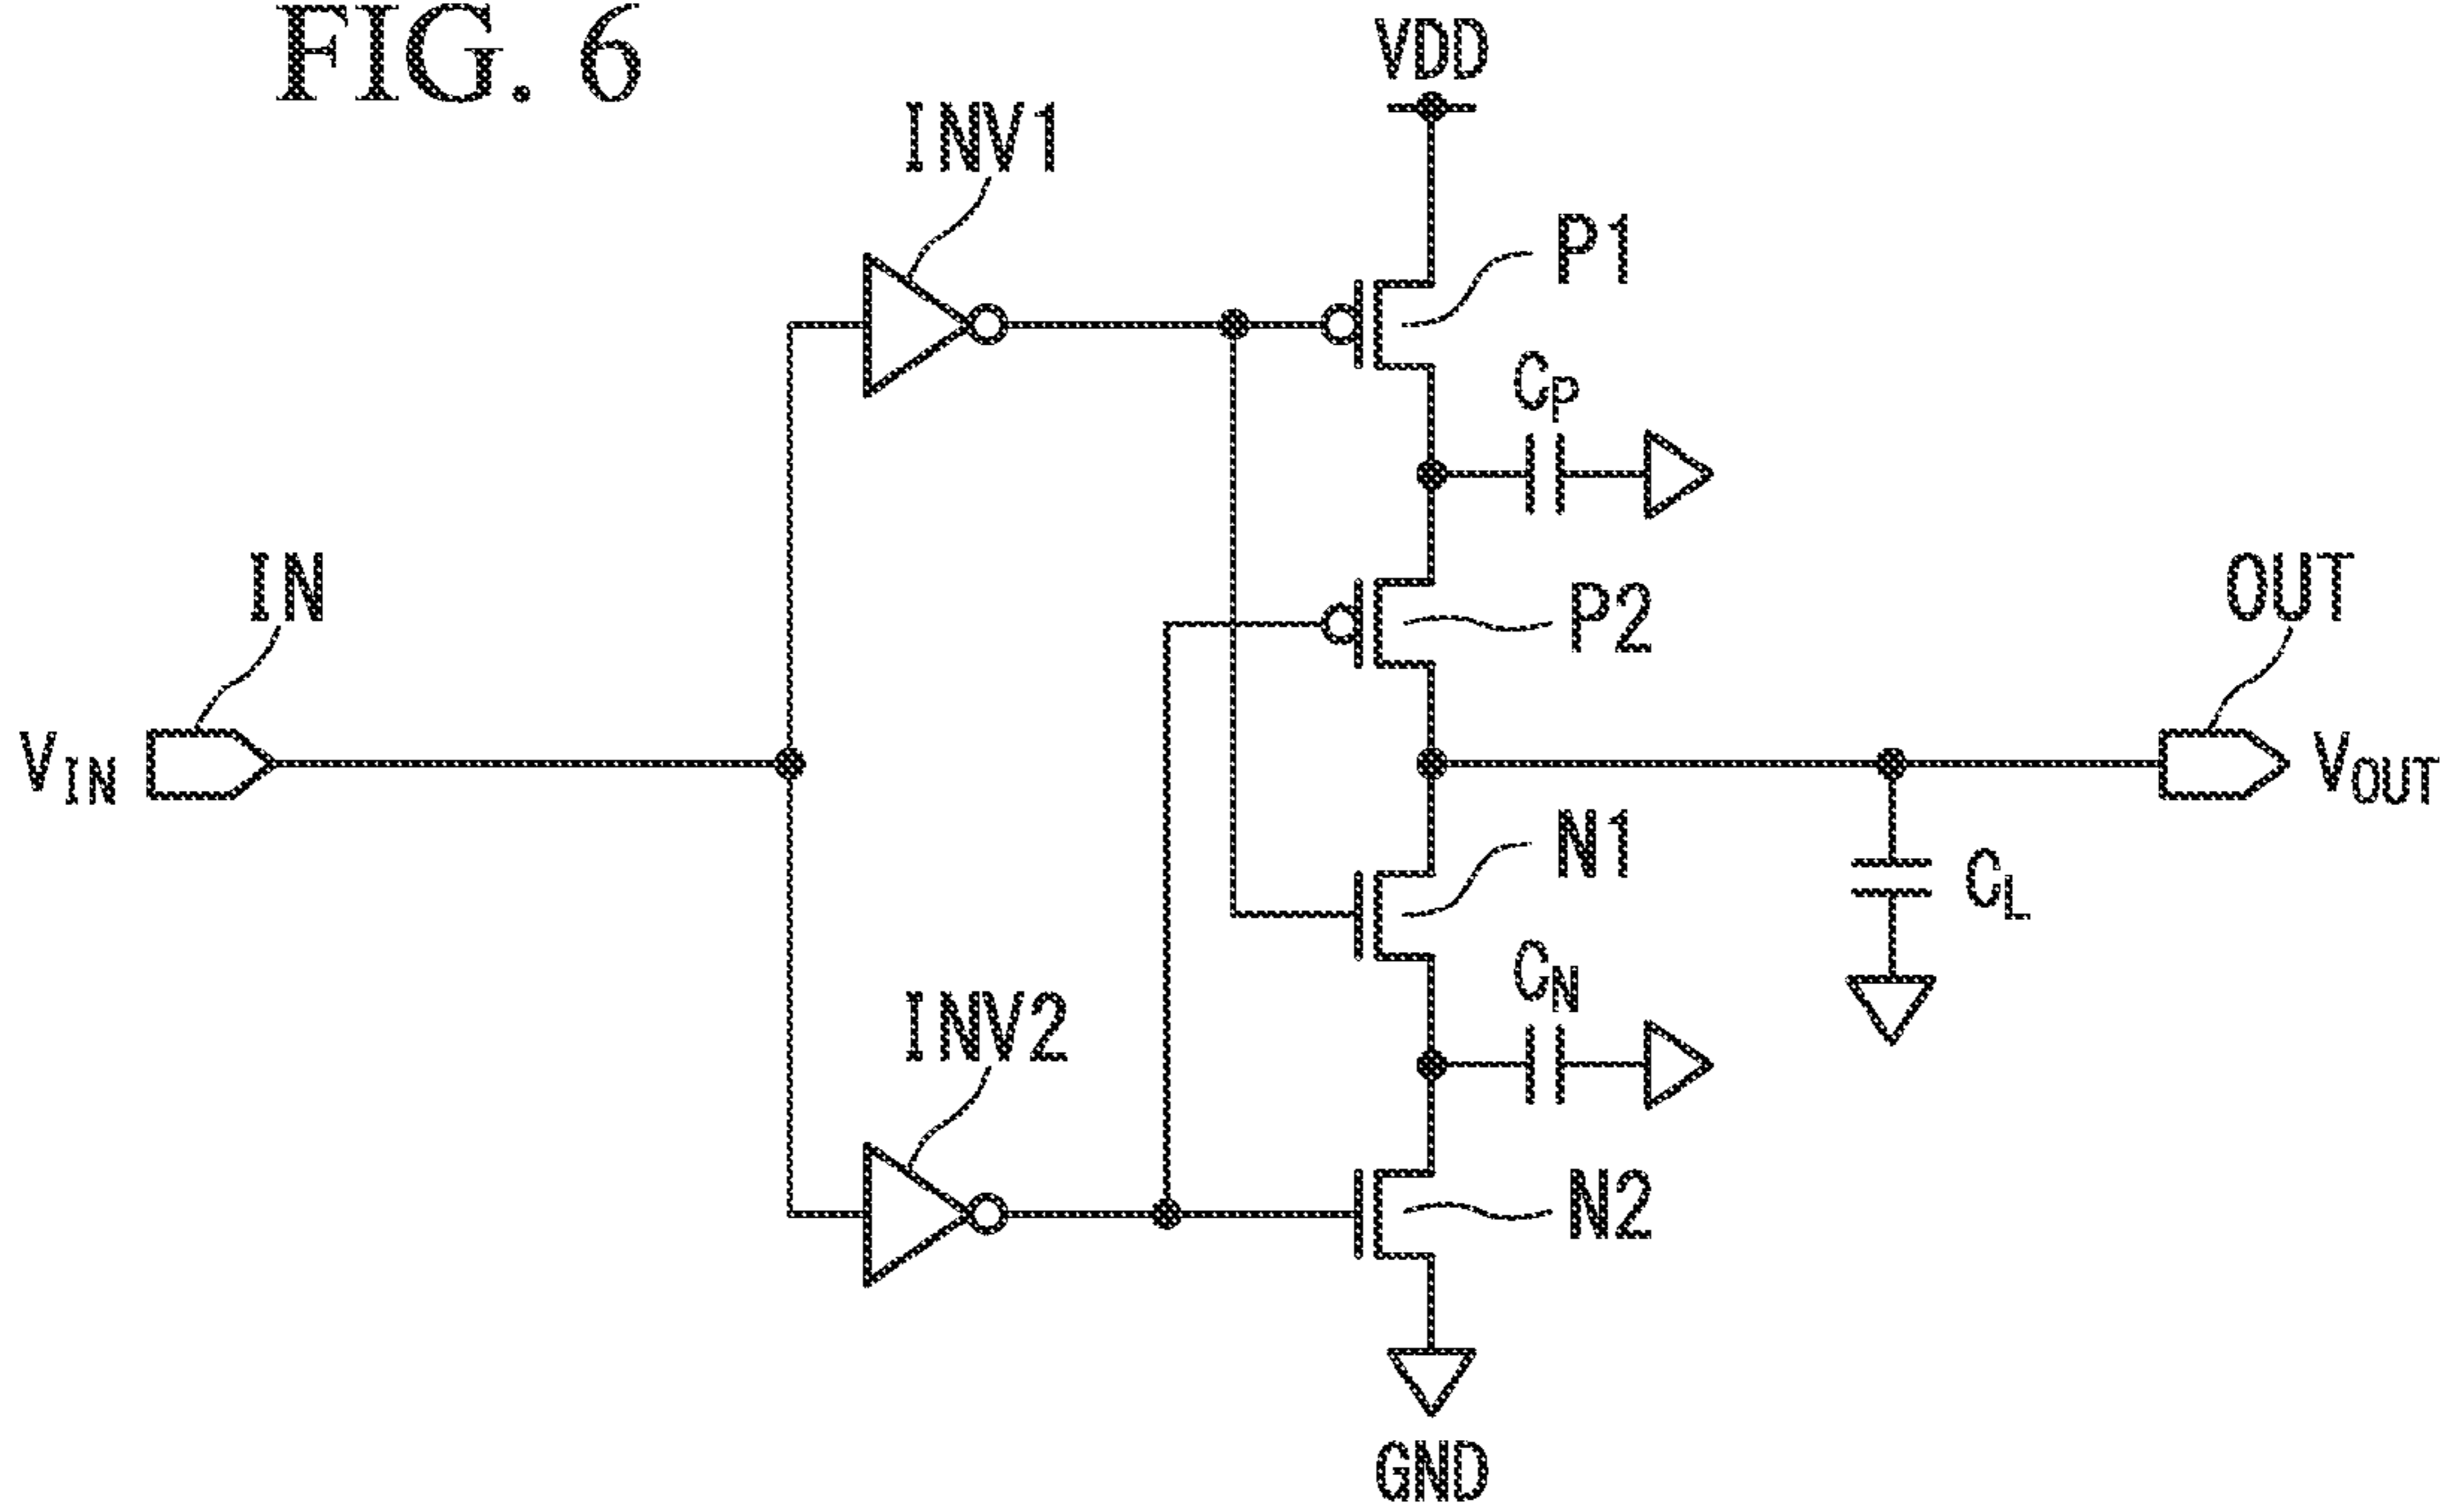 FIG. 6
VDD
INV1
P1
CP
IN
P2
OUT
VIN
VOUT
N1
CL
CN
INV2
N2
GND